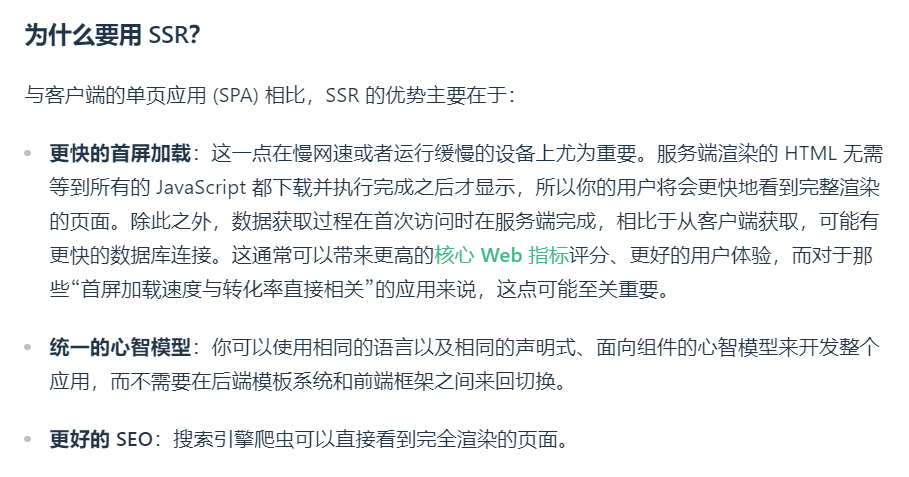 为什么要用 SSR?
与客户端的单页应用 (SPA) 相比，SSR 的优势主要在于：
更快的首屏加载：这一点在慢网速或者运行缓慢的设备上尤为重要。服务端渲染的 HTML 无需
等到所有的 JavaScript 都下载并执行完成之后才显示，所以你的用户将会更快地看到完整渲染
的页面。除此之外，数据获取过程在首次访问时在服务端完成，相比于从客户端获取，可能有
更快的数据库连接。这通常可以带来更高的核心 Web 指标评分、更好的用户体验，而对于那
些“首屏加载速度与转化率直接相关”的应用来说，这点可能至关重要。
统一的心智模型：你可以使用相同的语言以及相同的声明式、面向组件的心智模型来开发整个
应用，而不需要在后端模板系统和前端框架之间来回切换。
更好的 SEO：搜索引擎爬虫可以直接看到完全渲染的页面。